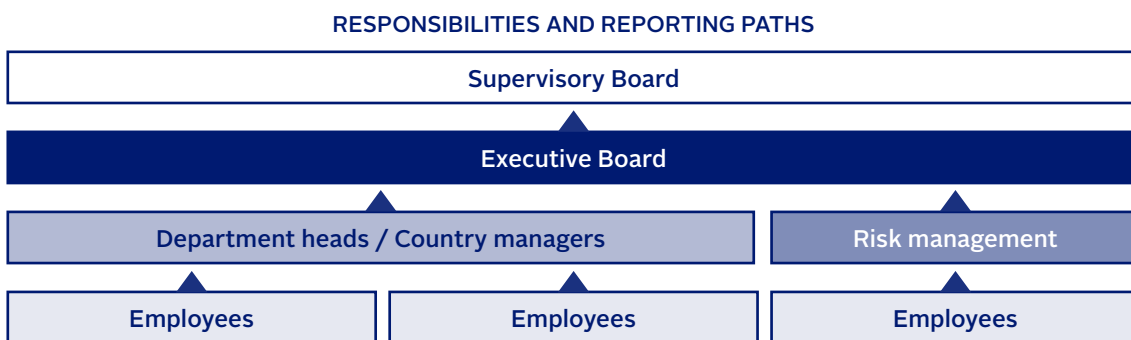 RESPONSIBILITIES AND REPORTING PATHS
Supervisory Board
Executive Board
Department heads / Country managers
Risk management
Employees
Employees
Employees